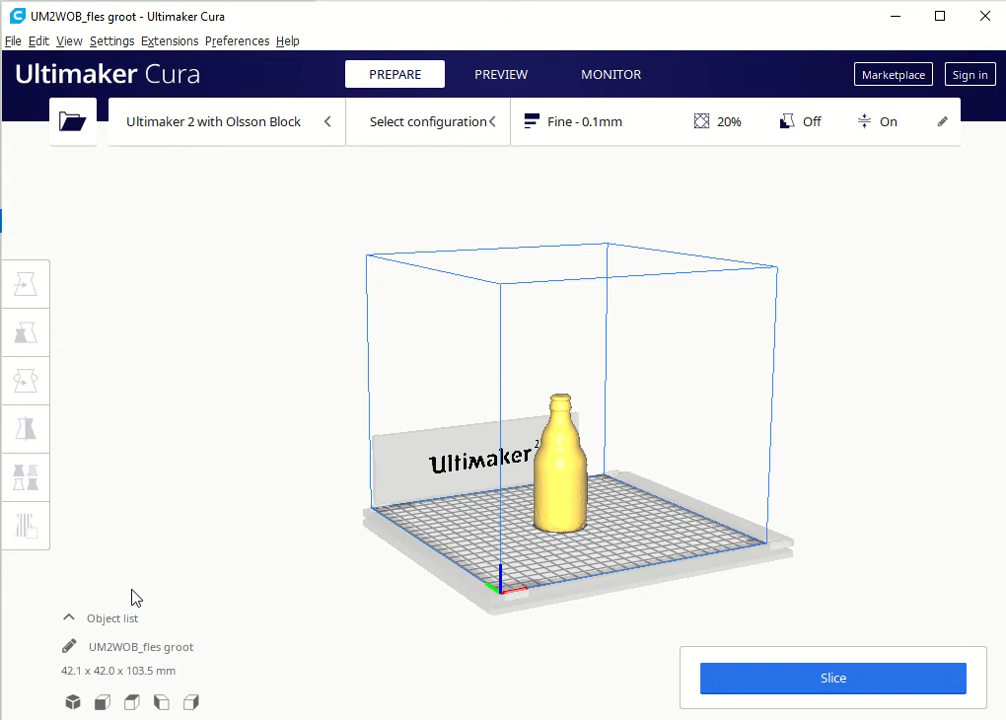 UM2WOB_fles groot - Ultimaker Cura
File Edit View Settings Extensions Preferences Help
Ultimaker Cura
PREPARE
PREVIEW
MONITOR
Marketplace
Sign in
Ultimaker 2 with Olsson Block
Select configuration
Fine - 0.1mm
20%
Off
On
Ultimaker 2
Object list
UM2WOB_fles groot
42.1 x 42.0 x 103.5 mm
Slice